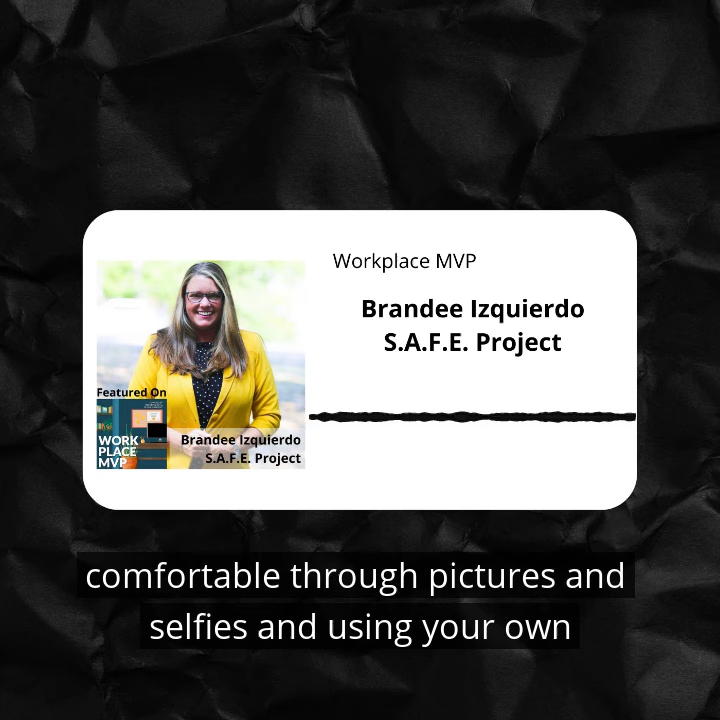 Workplace MVP
Brandee Izquierdo
S.A.F.E. Project
Featured On
WORK
PLACE
MVP
Brandee Izquierdo
S.A.F.E. Project
comfortable through pictures and
selfies and using your own